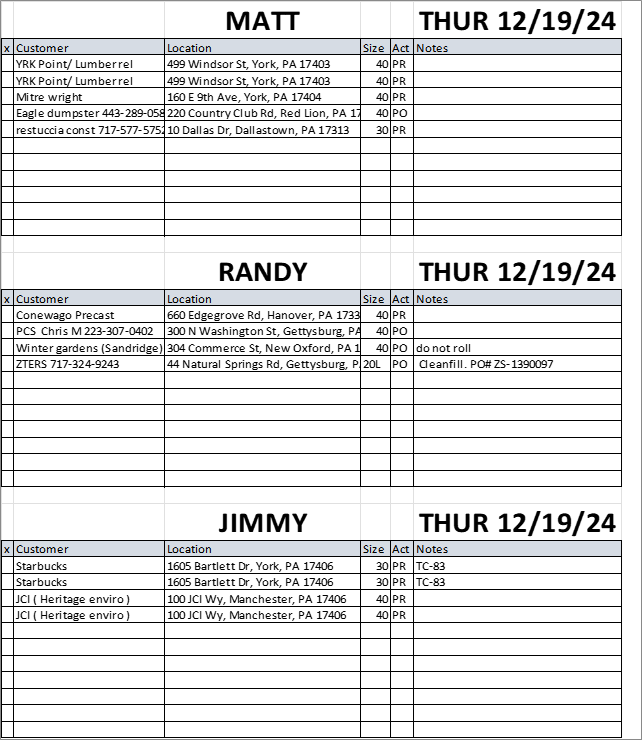 MATT THUR 12/19/24
x Customer Location Size Act Notes
YRK Point/ Lumber rel 499 Windsor St, York, PA 17403 40 PR
YRK Point/ Lumber rel 499 Windsor St, York, PA 17403 40 PR
Mitre wright 160 E 9th Ave, York, PA 17404 40 PR
Eagle dumpster 443-289-058 220 Country Club Rd, Red Lion, PA 17 40 PO
restuccia const 717-577-5752 10 Dallas Dr, Dallastown, PA 17313 30 PR
RANDY THUR 12/19/24
x Customer Location Size Act Notes
Conewago Precast 660 Edgegrove Rd, Hanover, PA 1733 40 PR
PCS Chris M 223-307-0402 300 N Washington St, Gettysburg, PA 40 PO
Winter gardens (Sandridge) 304 Commerce St, New Oxford, PA 1 40 PO do not roll
ZTERS 717-324-9243 44 Natural Springs Rd, Gettysburg, P 20L PO Cleanfill. PO# ZS-1390097
JIMMY THUR 12/19/24
x Customer Location Size Act Notes
Starbucks 1605 Bartlett Dr, York, PA 17406 30 PR TC-83
Starbucks 1605 Bartlett Dr, York, PA 17406 30 PR TC-83
JCI ( Heritage enviro ) 100 JCI Wy, Manchester, PA 17406 40 PR
JCI ( Heritage enviro ) 100 JCI Wy, Manchester, PA 17406 40 PR